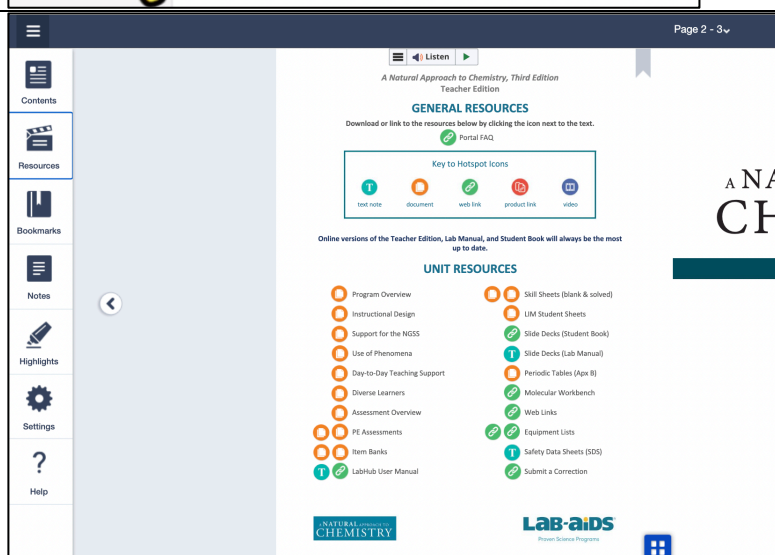 Page 2 - 3
Contents
Resources
Bookmarks
Notes
Highlights
Settings
Help
Listen
A Natural Approach to Chemistry, Third Edition
Teacher Edition
GENERAL RESOURCES
Download or link to the resources below by clicking the icon next to the text.
Portal FAQ
Key to Hotspot Icons
T
text note document web link product link video
Online versions of the Teacher Edition, Lab Manual, and Student Book will always be the most
up to date.
UNIT RESOURCES
Program Overview
Instructional Design
Support for the NGSS
Use of Phenomena
Day-to-Day Teaching Support
Diverse Learners
Assessment Overview
PE Assessments
Item Banks
T LabHub User Manual
Skill Sheets (blank & solved)
LIM Student Sheets
Slide Decks (Student Book)
T Slide Decks (Lab Manual)
Periodic Tables (Apx B)
Molecular Workbench
Web Links
Equipment Lists
T Safety Data Sheets (SDS)
Submit a Correction
A NATURAL APPROACH TO
CHEMISTRY
LAB-AIDS
Proven Science Programs
A NA
CH